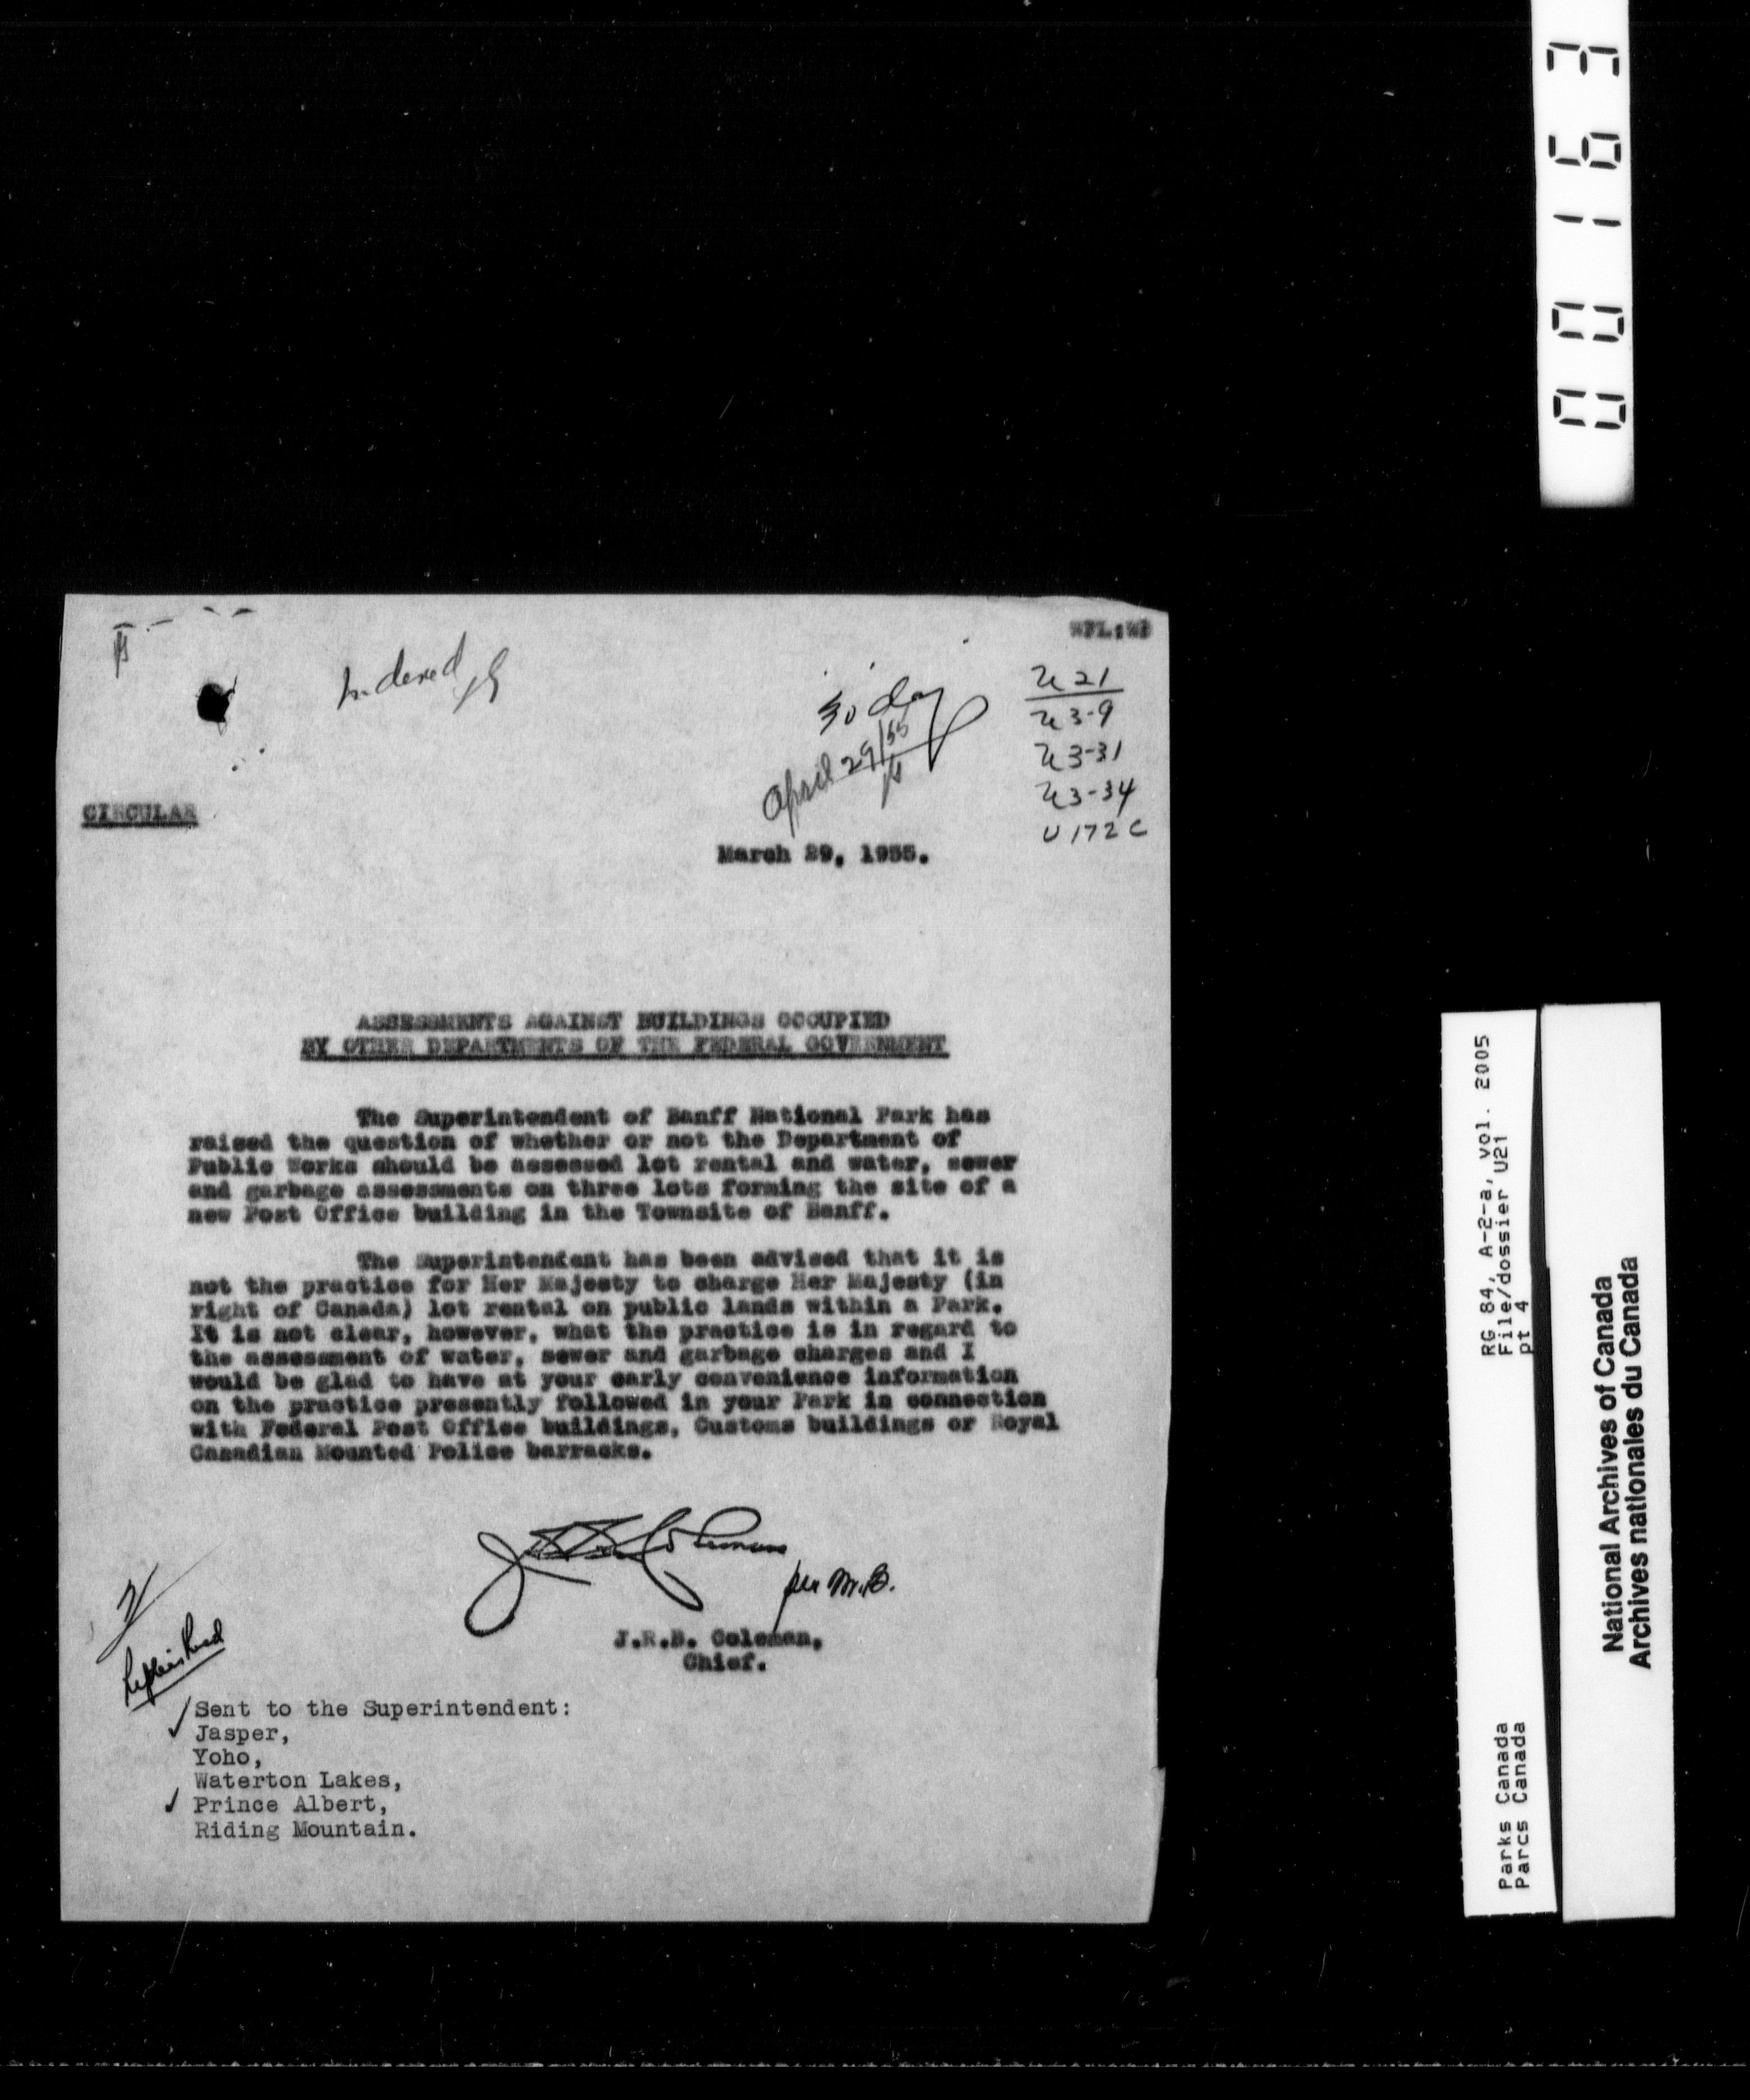 00163
Indexed
30 day
April 29/55
U 21
U 3-9
U 3-31
U 3-34
U 172 C
CIRCULAR
March 29, 1955.
ASSESSMENTS AGAINST BUILDINGS OCCUPIED
BY OTHER DEPARTMENTS OF THE FEDERAL GOVERNMENT
The Superintendent of Banff National Park has
raised the question of whether or not the Department of
Public Works should be assessed lot rental and water, sewer
and garbage assessments on three lots forming the site of a
new Post Office building in the Townsite of Banff.
The Superintendent has been advised that it is
not the practice for Her Majesty to charge Her Majesty (in
right of Canada) lot rental on public lands within a Park.
It is not clear, however, what the practice is in regard to
the assessment of water, sewer and garbage charges and I
would be glad to have at your early convenience information
on the practice presently followed in your Park in connection
with Federal Post Office buildings, Customs buildings or Royal
Canadian Mounted Police barracks.
per M.B.
J.R.B. Coleman,
Chief.
Sent to the Superintendent:
Jasper,
Yoho,
Waterton Lakes,
Prince Albert,
Riding Mountain.
RG 84, A-2-a, vol. 2005
File/dossier U21
pt 4
Parks Canada
Parcs Canada
National Archives of Canada
Archives nationales du Canada